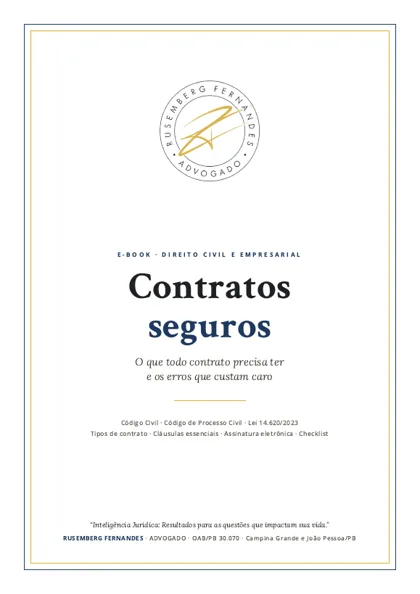 RUSEMBERG FERNANDES
• ADVOGADO •
E-BOOK · DIREITO CIVIL E EMPRESARIAL
Contratos
seguros
O que todo contrato precisa ter
e os erros que custam caro
Código Civil · Código de Processo Civil · Lei 14.620/2023
Tipos de contrato · Cláusulas essenciais · Assinatura eletrônica · Checklist
"Inteligência Jurídica: Resultados para as questões que impactam sua vida."
RUSEMBERG FERNANDES · ADVOGADO · OAB/PB 30.070 · Campina Grande e João Pessoa/PB